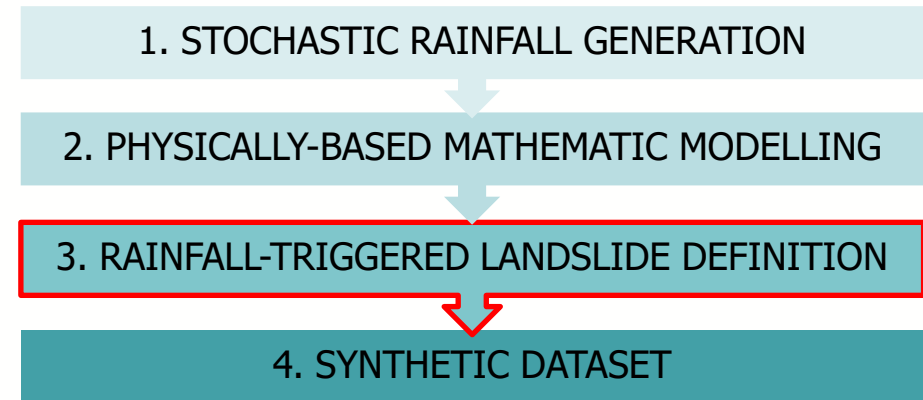 1. STOCHASTIC RAINFALL GENERATION
2. PHYSICALLY-BASED MATHEMATIC MODELLING
3. RAINFALL-TRIGGERED LANDSLIDE DEFINITION
4. SYNTHETIC DATASET